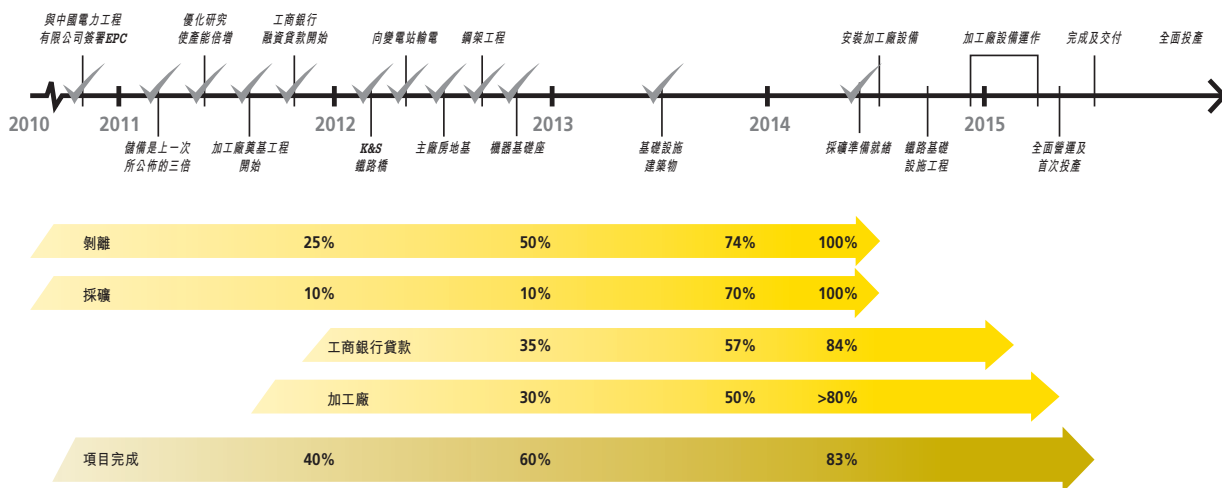 與中國電力工程
有限公司簽署EPC
優化研究
使產能倍增
工商銀行
融資貸款開始
向變電站輸電
鋼架工程
安裝加工廠設備
加工廠設備運作
完成及交付
全面投產
2010
2011
2012
2013
2014
2015
儲備是上一次
所公佈的三倍
加工廠奠基工程
開始
K&S
鐵路橋
主廠房地基
機器基礎座
基礎設施
建築物
採礦準備就緒
鐵路基礎
設施工程
全面營運及
首次投產
剝離 25% 50% 74% 100%
採礦 10% 10% 70% 100%
工商銀行貸款 35% 57% 84%
加工廠 30% 50% >80%
項目完成 40% 60% 83%